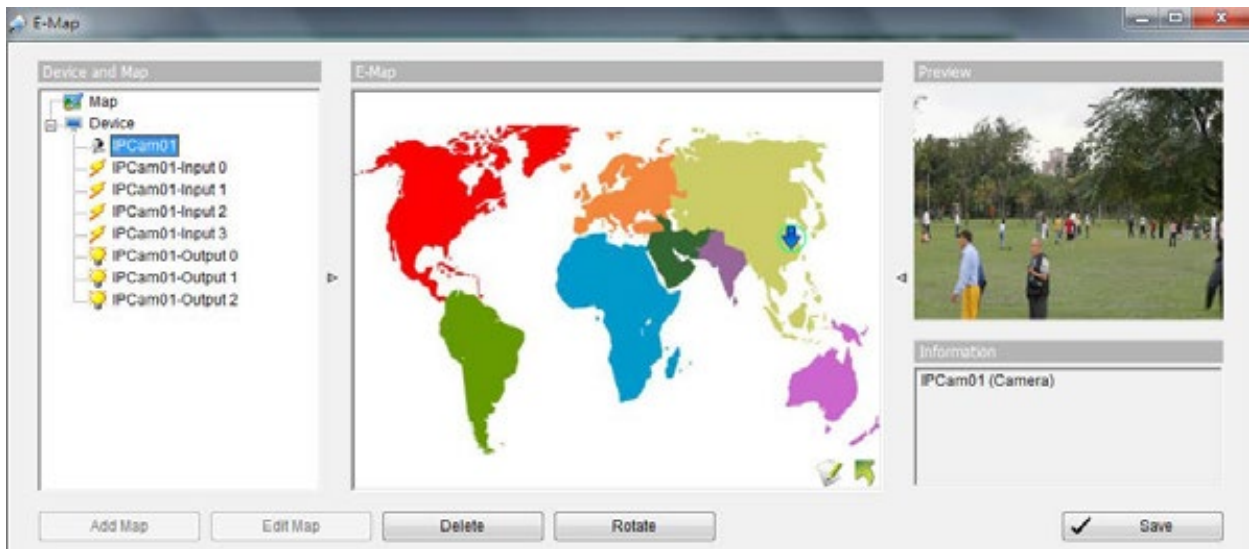 E-Map
Device and Map
Map
Device
IPCam01
IPCam01-Input 0
IPCam01-Input 1
IPCam01-Input 2
IPCam01-Input 3
IPCam01-Output 0
IPCam01-Output 1
IPCam01-Output 2
E-Map
Preview
Information
IPCam01 (Camera)
Add Map
Edit Map
Delete
Rotate
Save